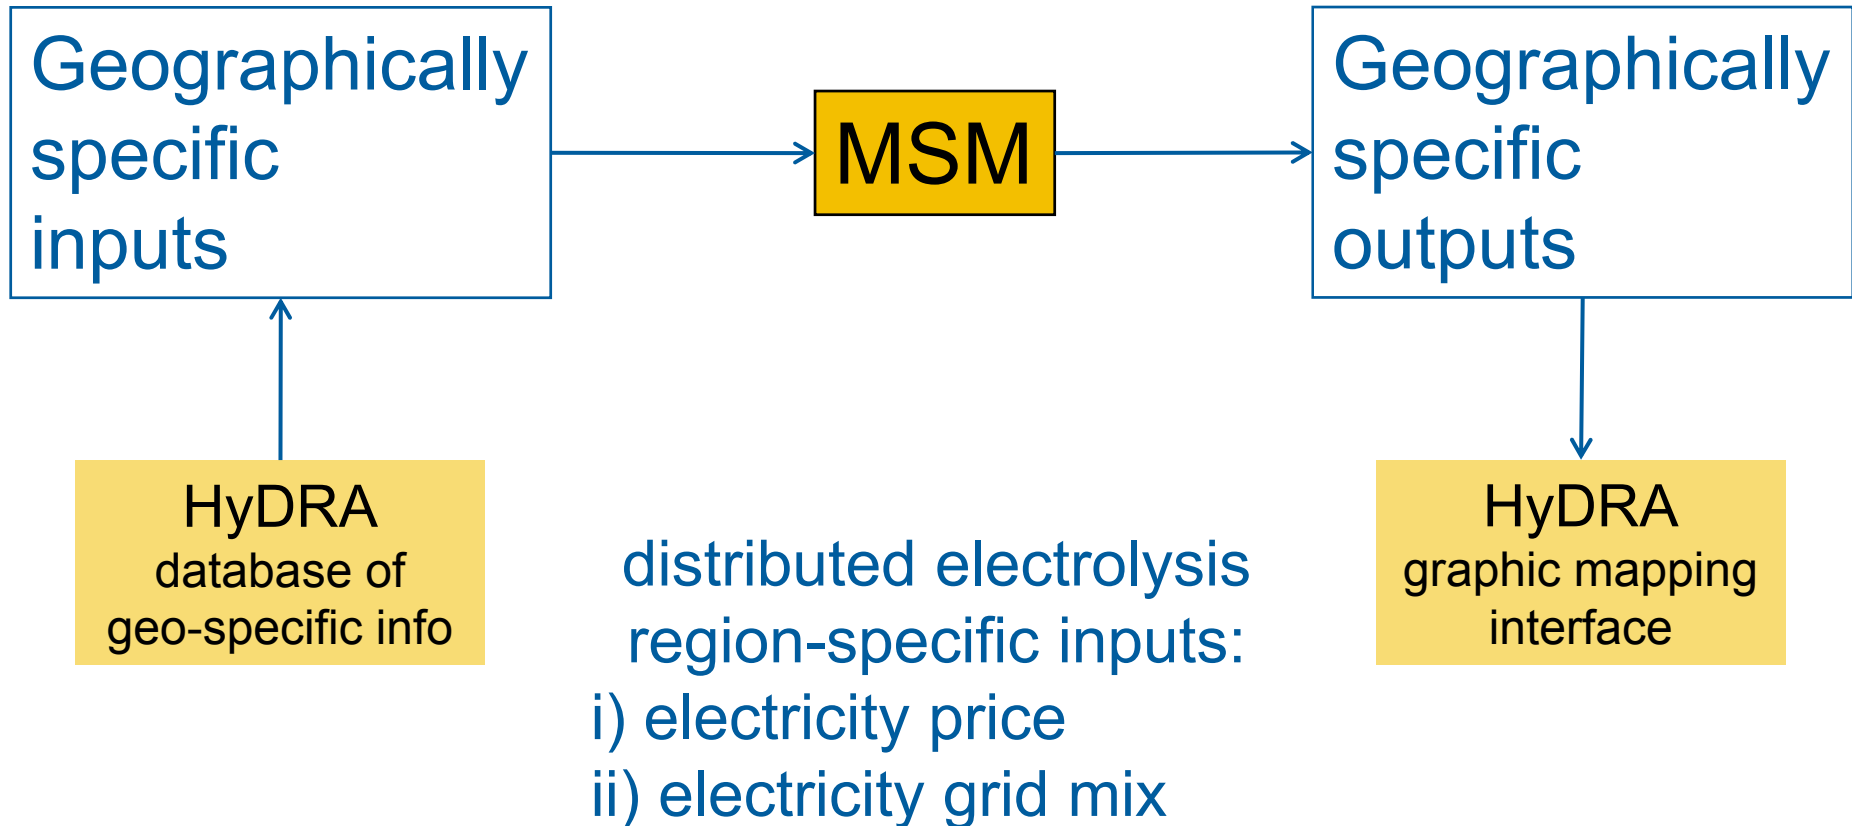 Geographically
specific
inputs
MSM
Geographically
specific
outputs
HyDRA
database of
geo-specific info
distributed electrolysis
region-specific inputs:
i) electricity price
ii) electricity grid mix
HyDRA
graphic mapping
interface